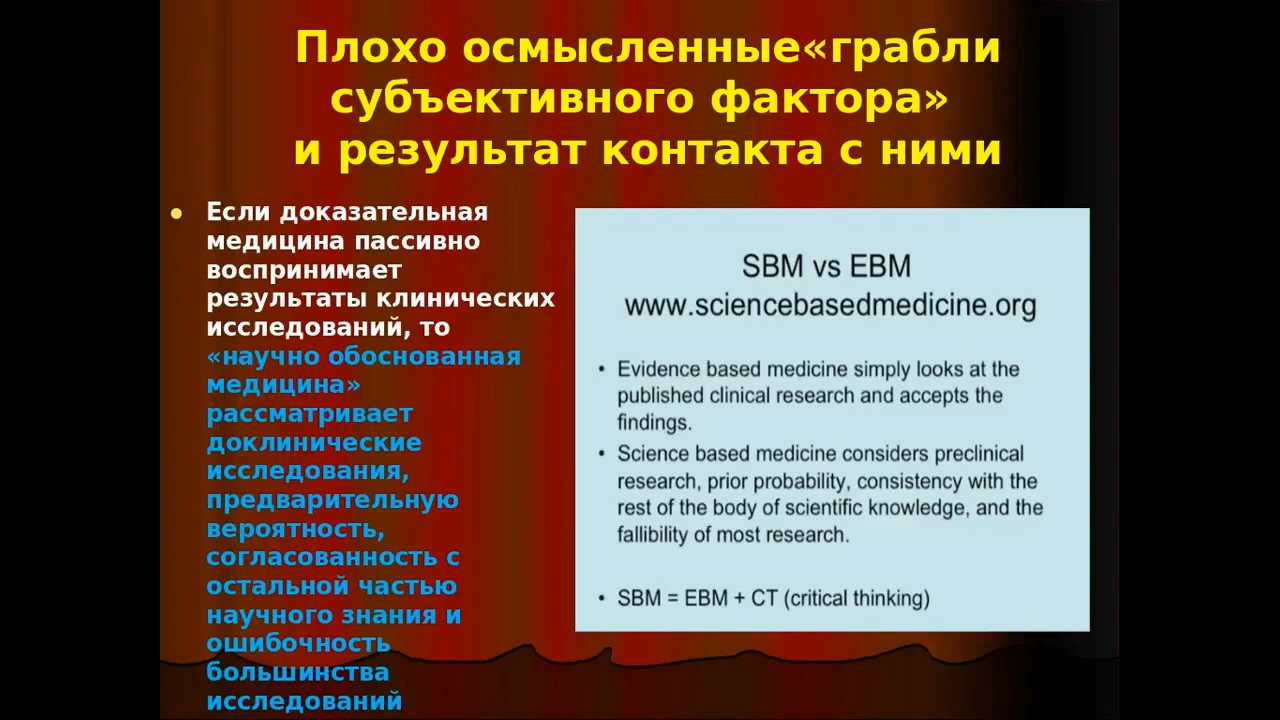 Плохо осмысленные«грабли
субъективного фактора»
и результат контакта с ними
• Если доказательная
медицина пассивно
воспринимает
результаты клинических
исследований, то
«научно обоснованная
медицина»
рассматривает
доклинические
исследования,
предварительную
вероятность,
согласованность с
остальной частью
научного знания и
ошибочность
большинства
исследований
SBM vs EBM
www.sciencebasedmedicine.org
• Evidence based medicine simply looks at the
published clinical research and accepts the
findings.
• Science based medicine considers preclinical
research, prior probability, consistency with the
rest of the body of scientific knowledge, and the
fallibility of most research.
• SBM = EBM + CT (critical thinking)